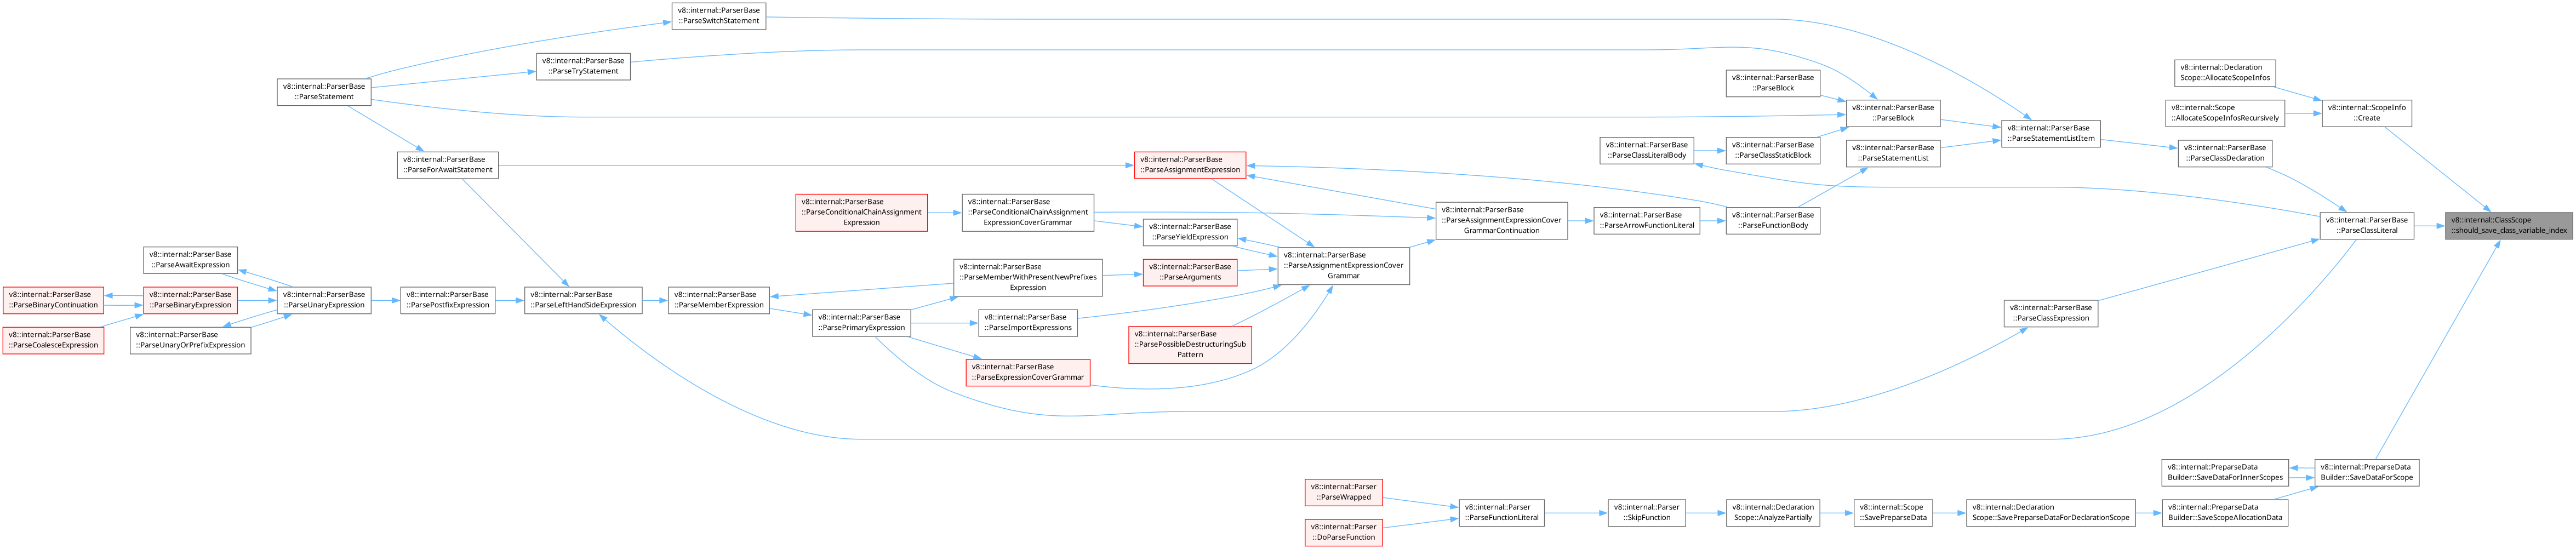 v8::internal::ParserBase
::ParseSwitchStatement
v8::internal::ParserBase
::ParseTryStatement
v8::internal::ParserBase
::ParseStatement
v8::internal::ParserBase
::ParseForAwaitStatement
v8::internal::ParserBase
::ParseAwaitExpression
v8::internal::ParserBase
::ParseBinaryContinuation
v8::internal::ParserBase
::ParseBinaryExpression
v8::internal::ParserBase
::ParseCoalesceExpression
v8::internal::ParserBase
::ParseUnaryOrPrefixExpression
v8::internal::ParserBase
::ParseUnaryExpression
v8::internal::ParserBase
::ParsePostfixExpression
v8::internal::ParserBase
::ParseLeftHandSideExpression
v8::internal::ParserBase
::ParseMemberExpression
v8::internal::ParserBase
::ParseConditionalChainAssignment
Expression
v8::internal::ParserBase
::ParsePrimaryExpression
v8::internal::ParserBase
::ParseConditionalChainAssignment
ExpressionCoverGrammar
v8::internal::ParserBase
::ParseMemberWithPresentNewPrefixes
Expression
v8::internal::ParserBase
::ParseImportExpressions
v8::internal::ParserBase
::ParseExpressionCoverGrammar
v8::internal::ParserBase
::ParseAssignmentExpression
v8::internal::ParserBase
::ParseYieldExpression
v8::internal::ParserBase
::ParseArguments
v8::internal::ParserBase
::ParsePossibleDestructuringSub
Pattern
v8::internal::ParserBase
::ParseAssignmentExpressionCover
Grammar
v8::internal::ParserBase
::ParseAssignmentExpressionCover
GrammarContinuation
v8::internal::ParserBase
::ParseArrowFunctionLiteral
v8::internal::ParserBase
::ParseClassLiteralBody
v8::internal::ParserBase
::ParseBlock
v8::internal::ParserBase
::ParseClassStaticBlock
v8::internal::ParserBase
::ParseFunctionBody
v8::internal::ParserBase
::ParseBlock
v8::internal::ParserBase
::ParseStatementList
v8::internal::ParserBase
::ParseStatementListItem
v8::internal::ParserBase
::ParseClassExpression
v8::internal::Declaration
Scope::AllocateScopeInfos
v8::internal::Scope
::AllocateScopeInfosRecursively
v8::internal::ParserBase
::ParseClassDeclaration
v8::internal::ScopeInfo
::Create
v8::internal::ParserBase
::ParseClassLiteral
v8::internal::ClassScope
::should_save_class_variable_index
v8::internal::PreparseData
Builder::SaveDataForInnerScopes
v8::internal::PreparseData
Builder::SaveDataForScope
v8::internal::Parser
::ParseWrapped
v8::internal::Parser
::DoParseFunction
v8::internal::Parser
::ParseFunctionLiteral
v8::internal::Parser
::SkipFunction
v8::internal::Declaration
Scope::AnalyzePartially
v8::internal::Scope
::SavePreparseData
v8::internal::Declaration
Scope::SavePreparseDataForDeclarationScope
v8::internal::PreparseData
Builder::SaveScopeAllocationData